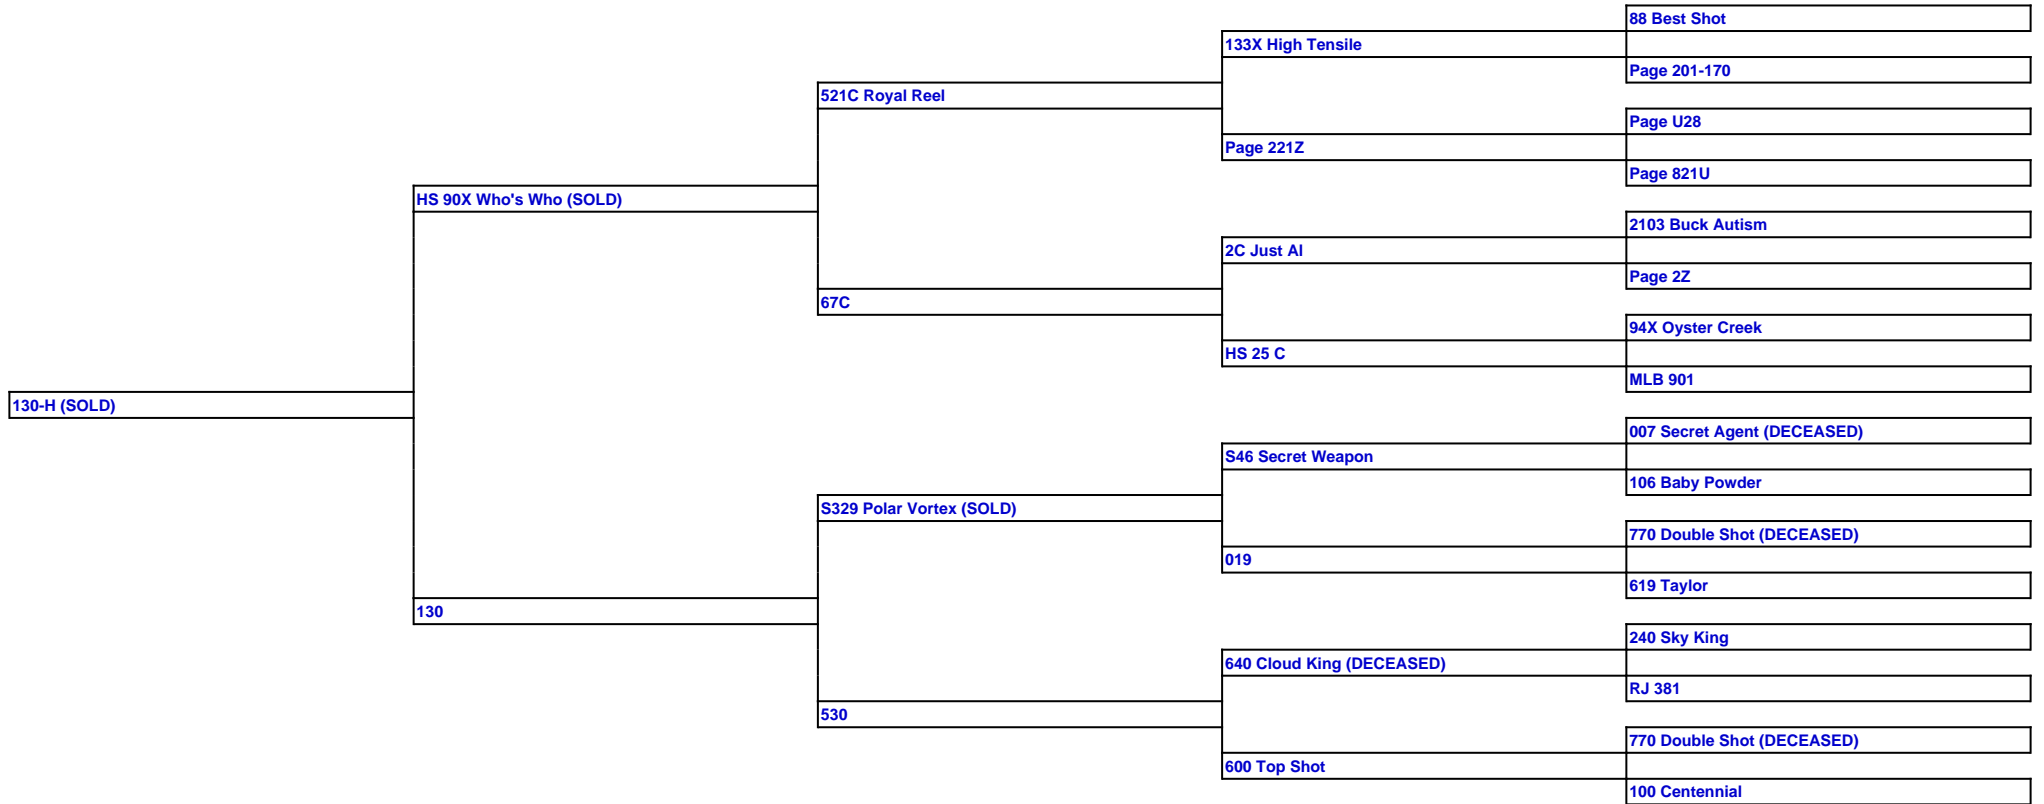 88 Best Shot
133X High Tensile
Page 201-170
521C Royal Reel
Page U28
Page 221Z
Page 821U
HS 90X Who's Who (SOLD)
2103 Buck Autism
2C Just AI
Page 2Z
67C
94X Oyster Creek
HS 25 C
MLB 901
130-H (SOLD)
007 Secret Agent (DECEASED)
S46 Secret Weapon
106 Baby Powder
S329 Polar Vortex (SOLD)
770 Double Shot (DECEASED)
019
619 Taylor
130
240 Sky King
640 Cloud King (DECEASED)
RJ 381
530
770 Double Shot (DECEASED)
600 Top Shot
100 Centennial